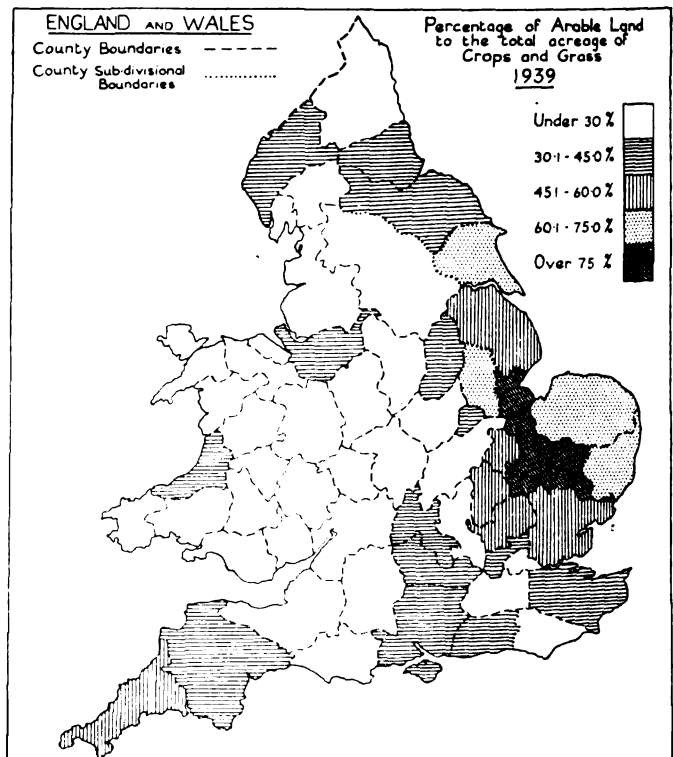 ENGLAND AND WALES
County Boundaries
County Sub-divisional
Boundaries
Percentage of Arable Land
to the total acreage of
Crops and Grass
1939
Under 30 %
30·1 - 45·0 %
45·1 - 60·0 %
60·1 - 75·0 %
Over 75 %